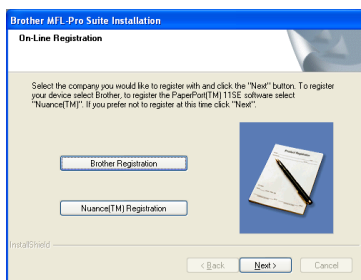 Brother MFL-Pro Suite Installation
On-Line Registration
Select the company you would like to register with and click the "Next" button. To register
your device select Brother, to register the PaperPort(TM) 11SE software select
"Nuance(TM)". If you prefer not to register at this time click "Next".
Brother Registration
Product Registration
Nuance(TM) Registration
InstallShield
< Back
Next >
Cancel